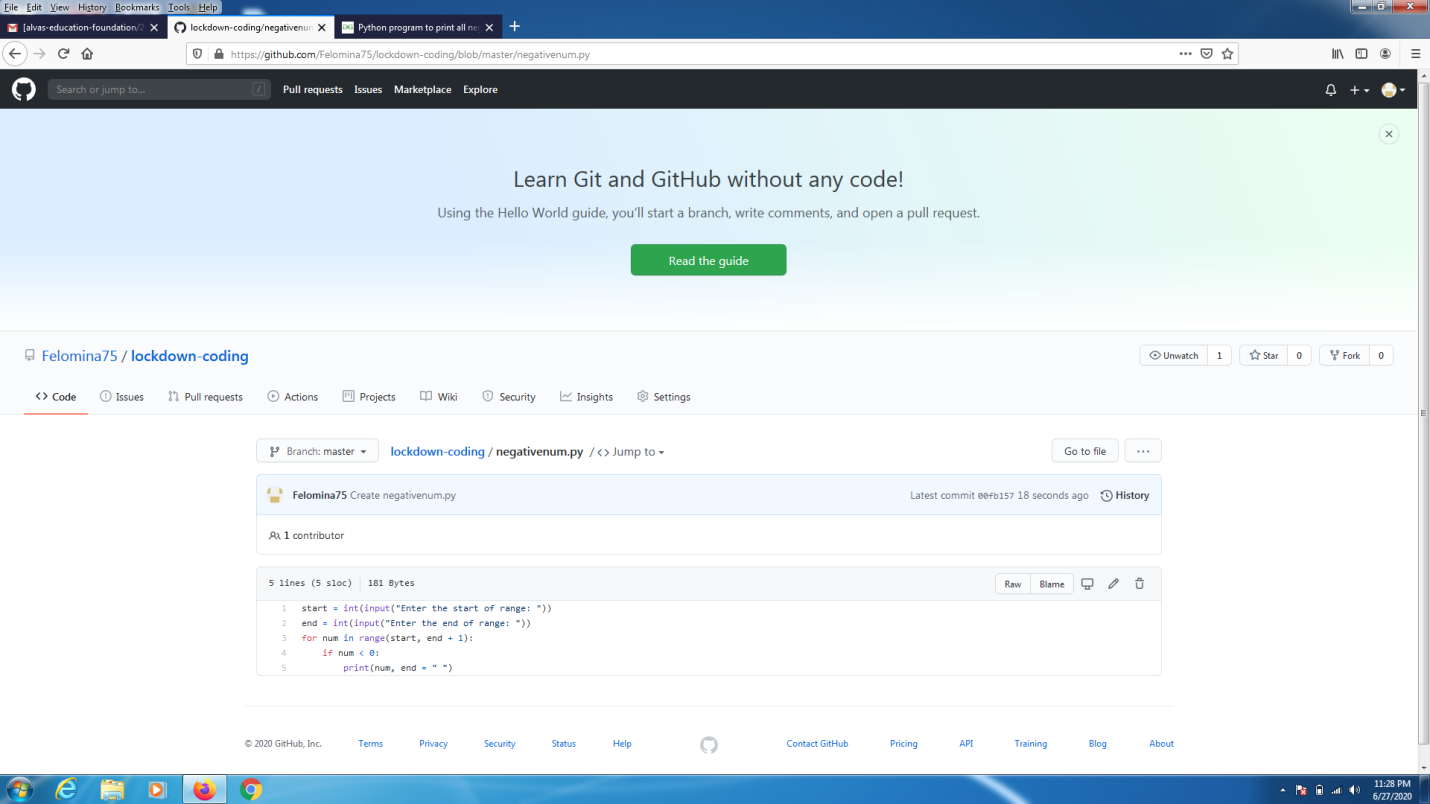 File Edit View History Bookmarks Tools Help
[alvas-education-foundation/2 lockdown-coding/negativenum Python program to print all neg
https://github.com/Felomina75/lockdown-coding/blob/master/negativenum.py
Search or jump to... / Pull requests Issues Marketplace Explore
Learn Git and GitHub without any code!
Using the Hello World guide, you'll start a branch, write comments, and open a pull request.
Read the guide
Felomina75 / lockdown-coding Unwatch 1 Star 0 Fork 0
Code Issues Pull requests Actions Projects Wiki Security Insights Settings
Branch: master lockdown-coding / negativenum.py / <> Jump to Go to file ...
Felomina75 Create negativenum.py Latest commit 00fb157 18 seconds ago History
1 contributor
5 lines (5 sloc) 181 Bytes Raw Blame
1 start = int(input("Enter the start of range: "))
2 end = int(input("Enter the end of range: "))
3 for num in range(start, end + 1):
4 if num < 0:
5 print(num, end = " ")
© 2020 GitHub, Inc. Terms Privacy Security Status Help Contact GitHub Pricing API Training Blog About
11:28 PM
6/27/2020